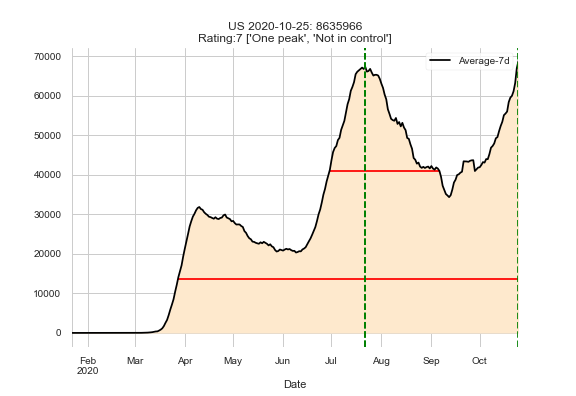 US 2020-10-25: 8635966
Rating:7 ['One peak', 'Not in control']
70000
Average-7d
60000
50000
40000
30000
20000
10000
0
Feb Mar Apr May Jun Jul Aug Sep Oct
2020
Date